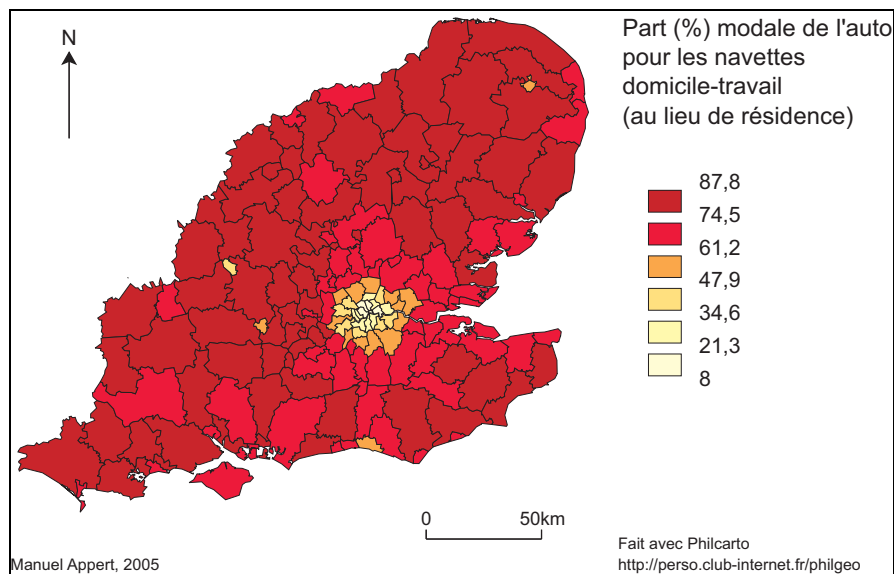 N
Part (%) modale de l'auto
pour les navettes
domicile-travail
(au lieu de résidence)
87,8
74,5
61,2
47,9
34,6
21,3
8
0 50km
Manuel Appert, 2005
Fait avec Philcarto
http://perso.club-internet.fr/philgeo